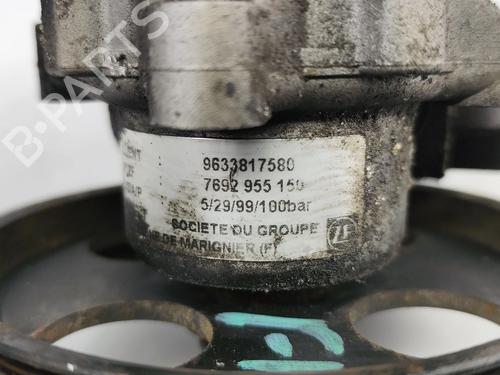 B-PARTS
9633817580
7692 955 150
5/29/99/100bar
SOCIETE DU GROUPE
DE MARIGNIER (F)
ZF